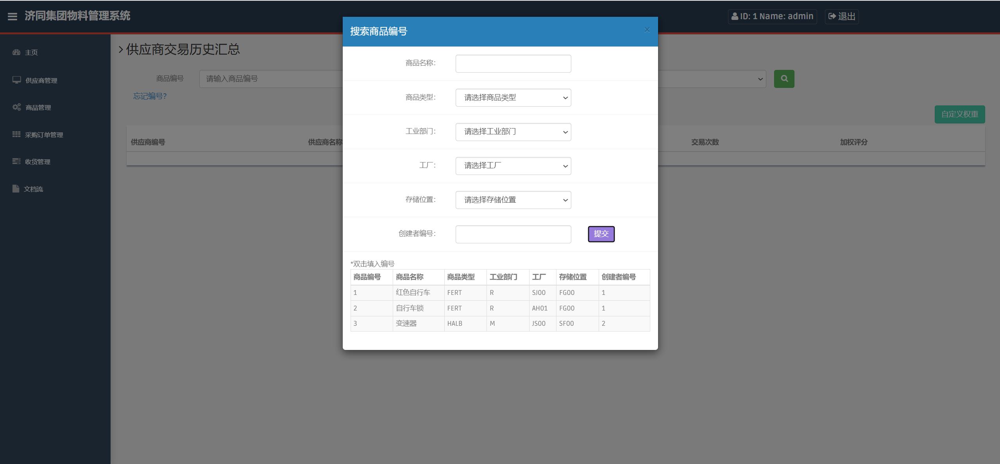 济同集团物料管理系统
ID: 1 Name: admin
退出
主页
供应商管理
商品管理
采购订单管理
收货管理
文档流
供应商交易历史汇总
商品编号
请输入商品编号
忘记编号?
自定义权重
供应商编号
供应商名称
交易次数
加权评分
搜索商品编号
×
商品名称：
商品类型：
请选择商品类型
工业部门：
请选择工业部门
工厂：
请选择工厂
存储位置：
请选择存储位置
创建者编号：
提交
*双击填入编号
商品编号 商品名称 商品类型 工业部门 工厂 存储位置 创建者编号
1 红色自行车 FERT R SJ00 FG00 1
2 自行车锁 FERT R AH01 FG00 1
3 变速器 HALB M JS00 SF00 2